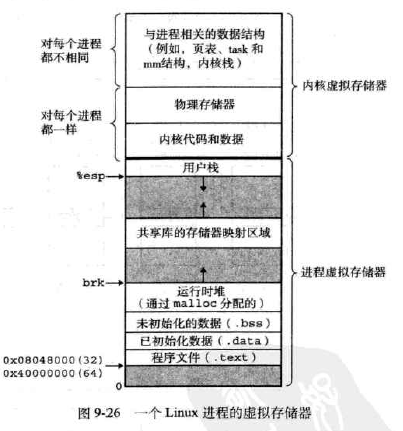 对每个进程
都不相同
与进程相关的数据结构
(例如，页表、task 和
mm结构，内核栈)
内核虚拟存储器
对每个进程
都一样
物理存储器
内核代码和数据
%esp
用户栈
共享库的存储器映射区域
进程虚拟存储器
brk
运行时堆
(通过 malloc 分配的)
未初始化的数据 (.bss)
已初始化数据 (.data)
程序文件 (.text)
0x08048000(32)
0x40000000(64)
0
图 9-26 一个 Linux 进程的虚拟存储器